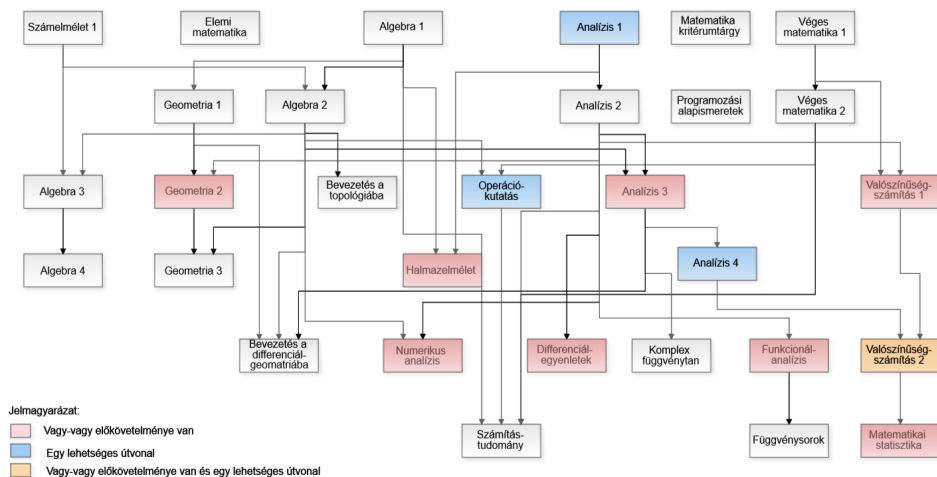 Számelmélet 1
Elemi
matematika
Algebra 1
Analízis 1
Matematika
kritérumtárgy
Véges
matematika 1
Geometria 1
Algebra 2
Analízis 2
Programozási
alapismeretek
Véges
matematika 2
Algebra 3
Geometria 2
Bevezetés a
topológiába
Operáció-
kutatás
Analízis 3
Valószínűség-
számítás 1
Algebra 4
Geometria 3
Halmazelmélet
Analízis 4
Bevezetés a
differenciál-
geomatriába
Numerikus
analízis
Differenciál-
egyenletek
Komplex
függvénytan
Funkcionál-
analízis
Valószínűség-
számítás 2
Számítás-
tudomány
Függvénysorok
Matematikai
statisztika
Jelmagyarázat:
Vagy-vagy előkövetelménye van
Egy lehetséges útvonal
Vagy-vagy előkövetelménye van és egy lehetséges útvonal